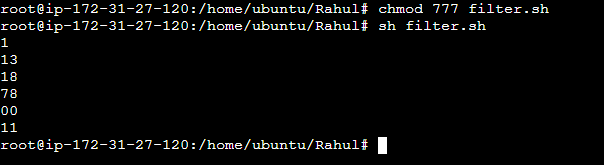 root@ip-172-31-27-120:/home/ubuntu/Rahul# chmod 777 filter.sh
root@ip-172-31-27-120:/home/ubuntu/Rahul# sh filter.sh
1
13
18
78
00
11
root@ip-172-31-27-120:/home/ubuntu/Rahul#